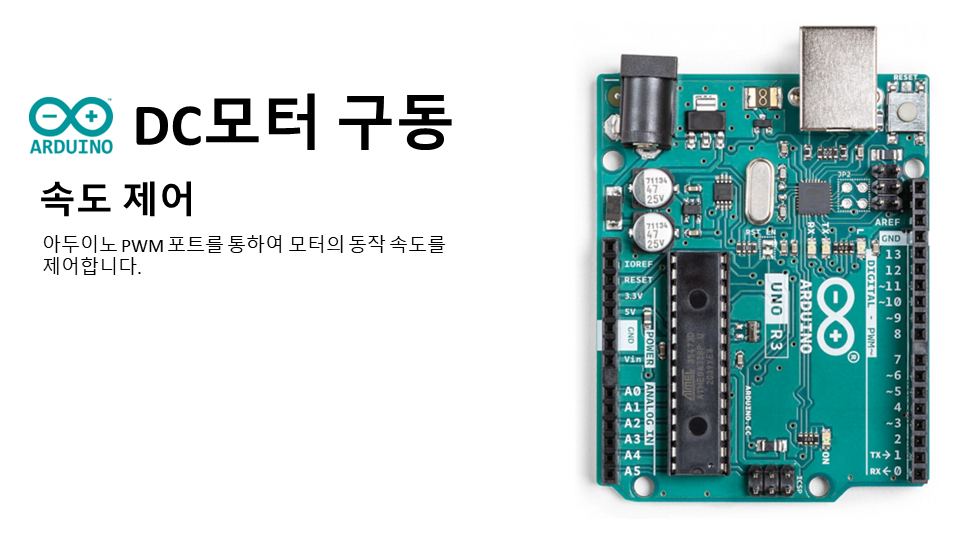 ARDUINO
DC모터 구동
속도 제어
아두이노 PWM 포트를 통하여 모터의 동작 속도를
제어합니다.
RESET
JP2
71134
47
25V
71134
47
25V
RST EN
RX
TX
L
AREF
GND
13
12
~11
~10
~9
8
7
~6
~5
4
~3
2
TX→1
RX←0
DIGITAL - PWM~
IOREF
RESET
3.3V
5V
GND
Vin
POWER
A0
A1
A2
A3
A4
A5
ANALOG IN
UNO R3
ARDUINO
ARDUINO.CC
ON
ICSP